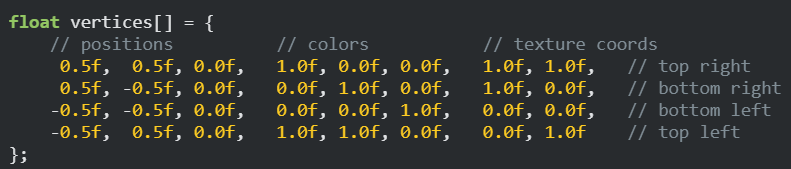 float vertices[] = {
    // positions          // colors           // texture coords
     0.5f,  0.5f, 0.0f,   1.0f, 0.0f, 0.0f,   1.0f, 1.0f,   // top right
     0.5f, -0.5f, 0.0f,   0.0f, 1.0f, 0.0f,   1.0f, 0.0f,   // bottom right
    -0.5f, -0.5f, 0.0f,   0.0f, 0.0f, 1.0f,   0.0f, 0.0f,   // bottom left
    -0.5f,  0.5f, 0.0f,   1.0f, 1.0f, 0.0f,   0.0f, 1.0f    // top left
};